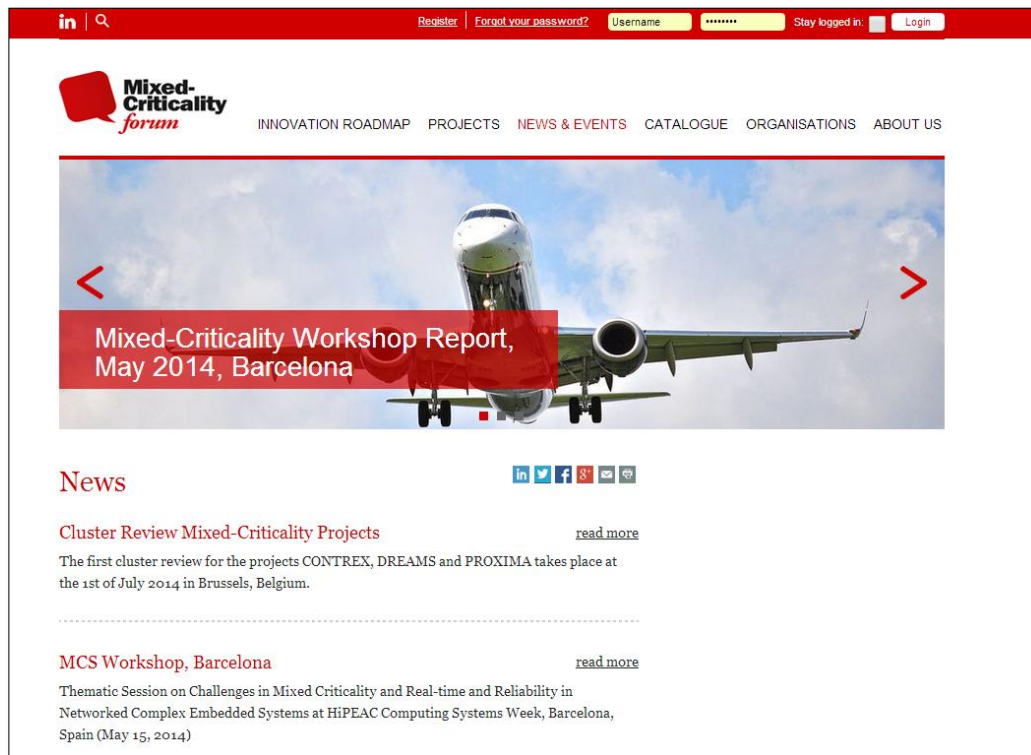 in
Register Forgot your password? Username •••••••• Stay logged in: Login
Mixed-
Criticality
forum
INNOVATION ROADMAP PROJECTS NEWS & EVENTS CATALOGUE ORGANISATIONS ABOUT US
Mixed-Criticality Workshop Report,
May 2014, Barcelona
News
in f g+
Cluster Review Mixed-Criticality Projects read more
The first cluster review for the projects CONTREX, DREAMS and PROXIMA takes place at
the 1st of July 2014 in Brussels, Belgium.
MCS Workshop, Barcelona read more
Thematic Session on Challenges in Mixed Criticality and Real-time and Reliability in
Networked Complex Embedded Systems at HiPEAC Computing Systems Week, Barcelona,
Spain (May 15, 2014)